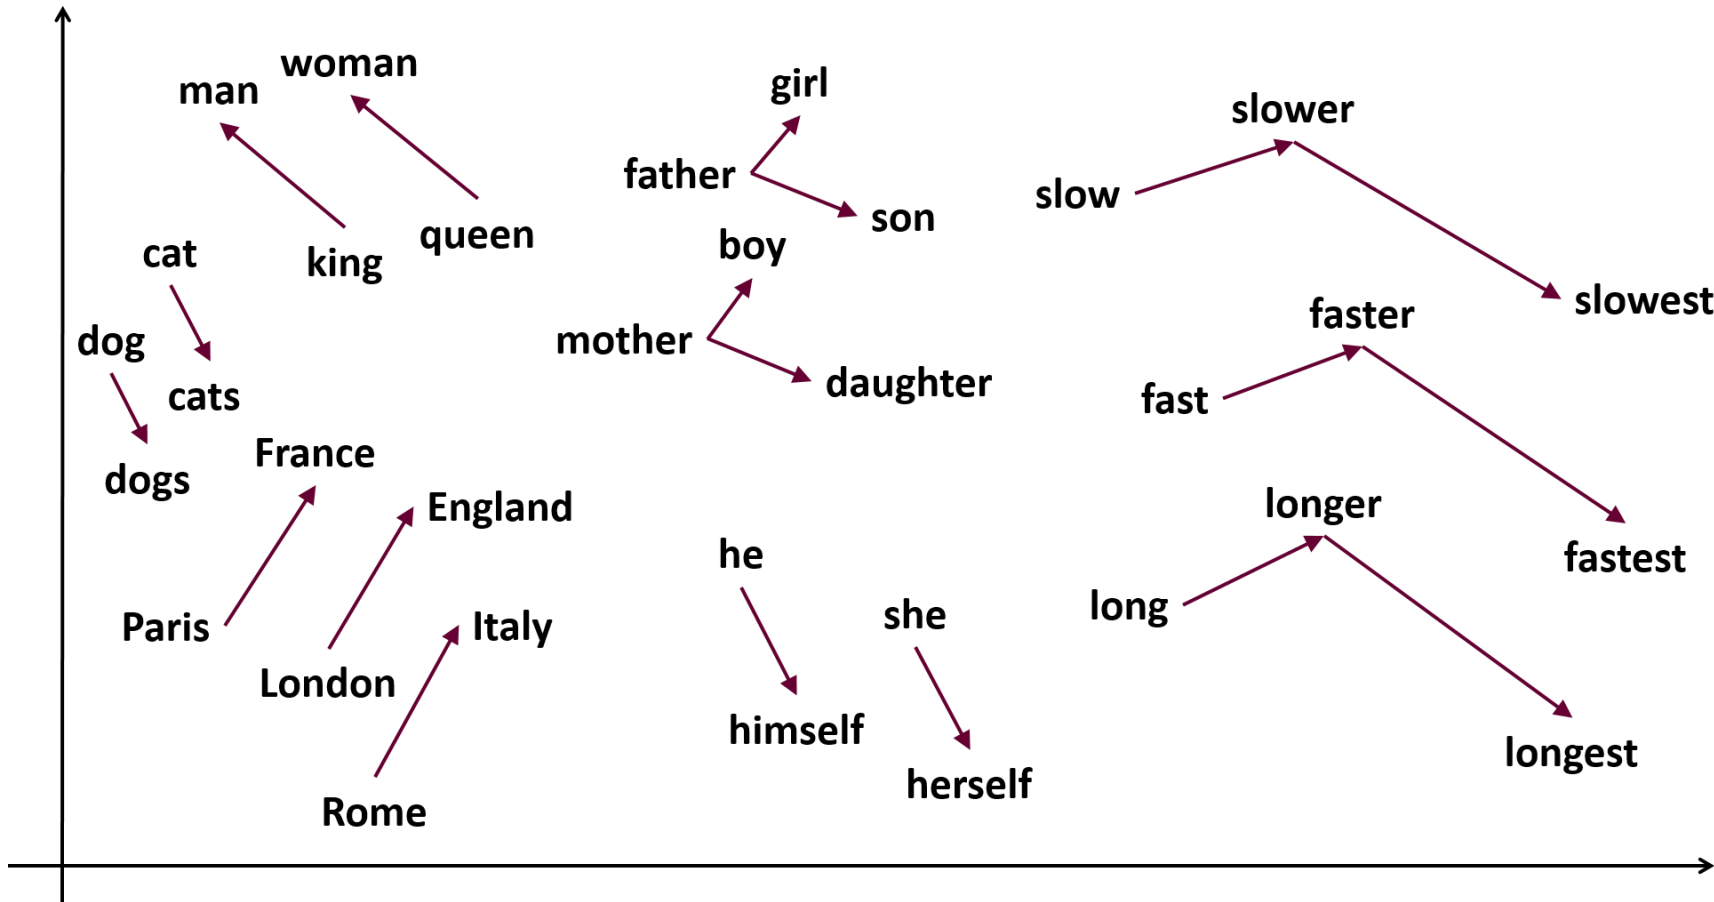 man
woman
king
queen
cat
cats
dog
dogs
France
Paris
England
London
Italy
Rome
girl
father
son
boy
mother
daughter
he
himself
she
herself
slower
slow
slowest
faster
fast
fastest
longer
long
longest